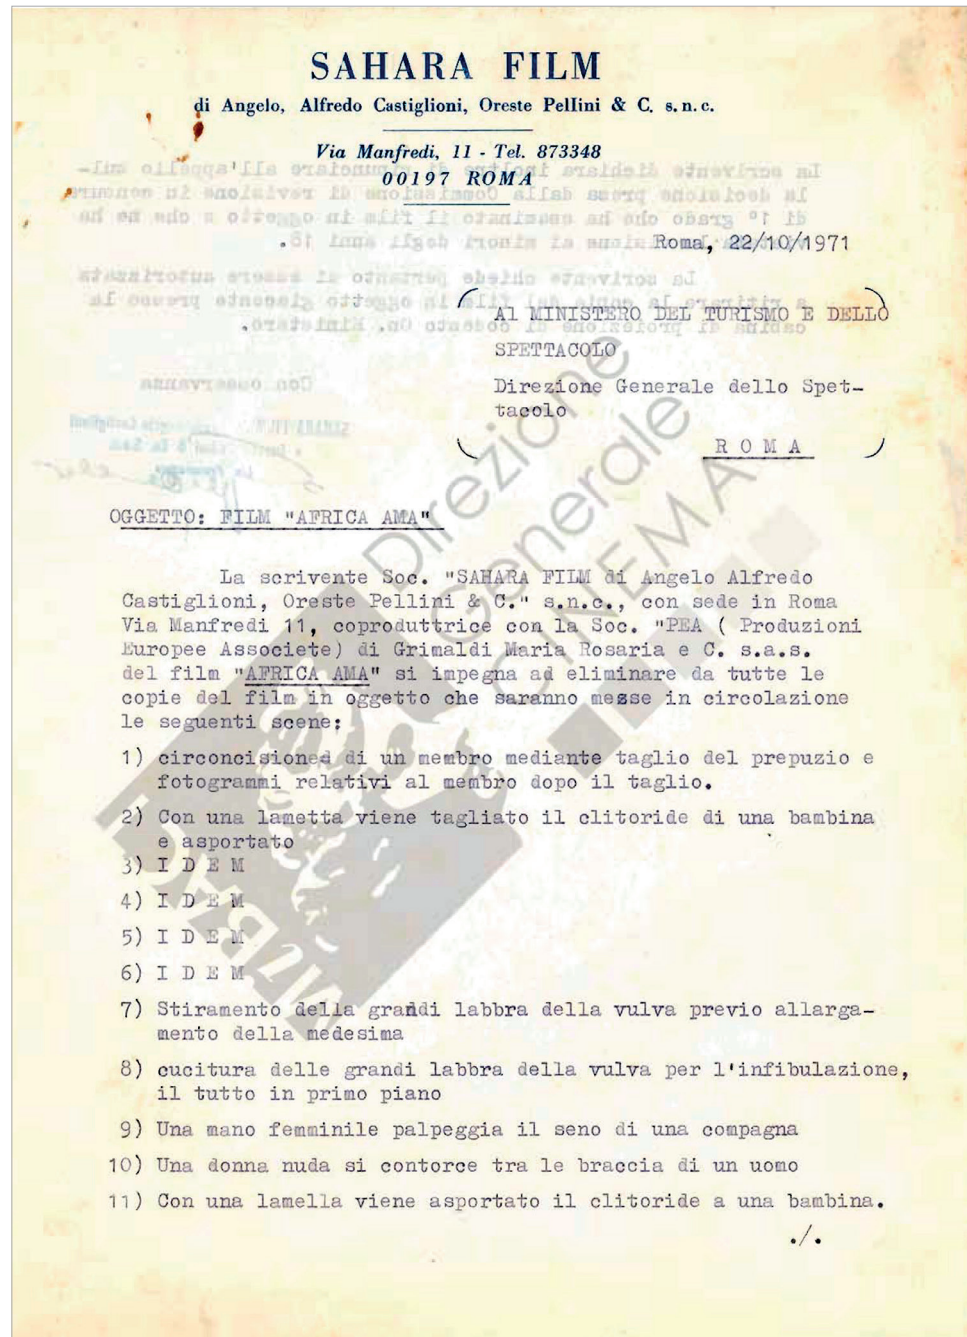 SAHARA FILM
di Angelo, Alfredo Castiglioni, Oreste Pellini & C. s.n.c.
Via Manfredi, 11 - Tel. 873348
00197 ROMA
Roma, 22/10/1971
Al MINISTERO DEL TURISMO E DELLO
SPETTACOLO
Direzione Generale dello Spet-
tacolo
R O M A
OGGETTO: FILM "AFRICA AMA"
La scrivente Soc. "SAHARA FILM di Angelo Alfredo
Castiglioni, Oreste Pellini & C." s.n.c., con sede in Roma
Via Manfredi 11, coproduttrice con la Soc. "PEA ( Produzioni
Europee Associete) di Grimaldi Maria Rosaria e C. s.a.s.
del film "AFRICA AMA" si impegna ad eliminare da tutte le
copie del film in oggetto che saranno messe in circolazione
le seguenti scene:
1) circoncisioned di un membro mediante taglio del prepuzio e
fotogrammi relativi al membro dopo il taglio.
2) Con una lametta viene tagliato il clitoride di una bambina
e asportato
3) I D E M
4) I D E M
5) I D E M
6) I D E M
7) Stiramento della grandi labbra della vulva previo allarga-
mento della medesima
8) cucitura delle grandi labbra della vulva per l'infibulazione,
il tutto in primo piano
9) Una mano femminile palpeggia il seno di una compagna
10) Una donna nuda si contorce tra le braccia di un uomo
11) Con una lamella viene asportato il clitoride a una bambina.
./.
Direzione
Generale
CINEMA
MIBAC